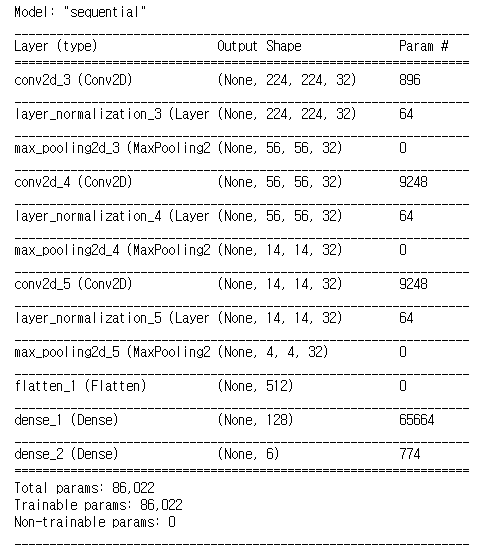 Model: "sequential"
_________________________________________________________________
Layer (type)                 Output Shape              Param #
=================================================================
conv2d_3 (Conv2D)            (None, 224, 224, 32)      896
_________________________________________________________________
layer_normalization_3 (Layer (None, 224, 224, 32)      64
_________________________________________________________________
max_pooling2d_3 (MaxPooling2 (None, 56, 56, 32)        0
_________________________________________________________________
conv2d_4 (Conv2D)            (None, 56, 56, 32)        9248
_________________________________________________________________
layer_normalization_4 (Layer (None, 56, 56, 32)        64
_________________________________________________________________
max_pooling2d_4 (MaxPooling2 (None, 14, 14, 32)        0
_________________________________________________________________
conv2d_5 (Conv2D)            (None, 14, 14, 32)        9248
_________________________________________________________________
layer_normalization_5 (Layer (None, 14, 14, 32)        64
_________________________________________________________________
max_pooling2d_5 (MaxPooling2 (None, 4, 4, 32)          0
_________________________________________________________________
flatten_1 (Flatten)          (None, 512)               0
_________________________________________________________________
dense_1 (Dense)              (None, 128)               65664
_________________________________________________________________
dense_2 (Dense)              (None, 6)                 774
=================================================================
Total params: 86,022
Trainable params: 86,022
Non-trainable params: 0
_________________________________________________________________